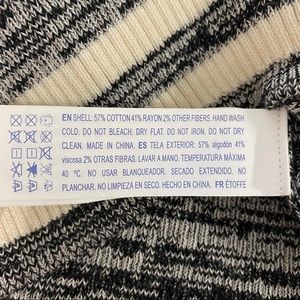 EN SHELL: 57% COTTON 41% RAYON 2% OTHER FIBERS. HAND WASH
COLD. DO NOT BLEACH. DRY FLAT. DO NOT IRON. DO NOT DRY
CLEAN. MADE IN CHINA. ES TELA EXTERIOR: 57% algodón 41%
viscosa 2% OTRAS FIBRAS. LAVAR A MANO. TEMPERATURA MÁXIMA
40 ºC. NO USAR BLANQUEADOR. SECADO EXTENDIDO. NO
PLANCHAR. NO LIMPIEZA EN SECO. HECHO EN CHINA. FR ÉTOFFE